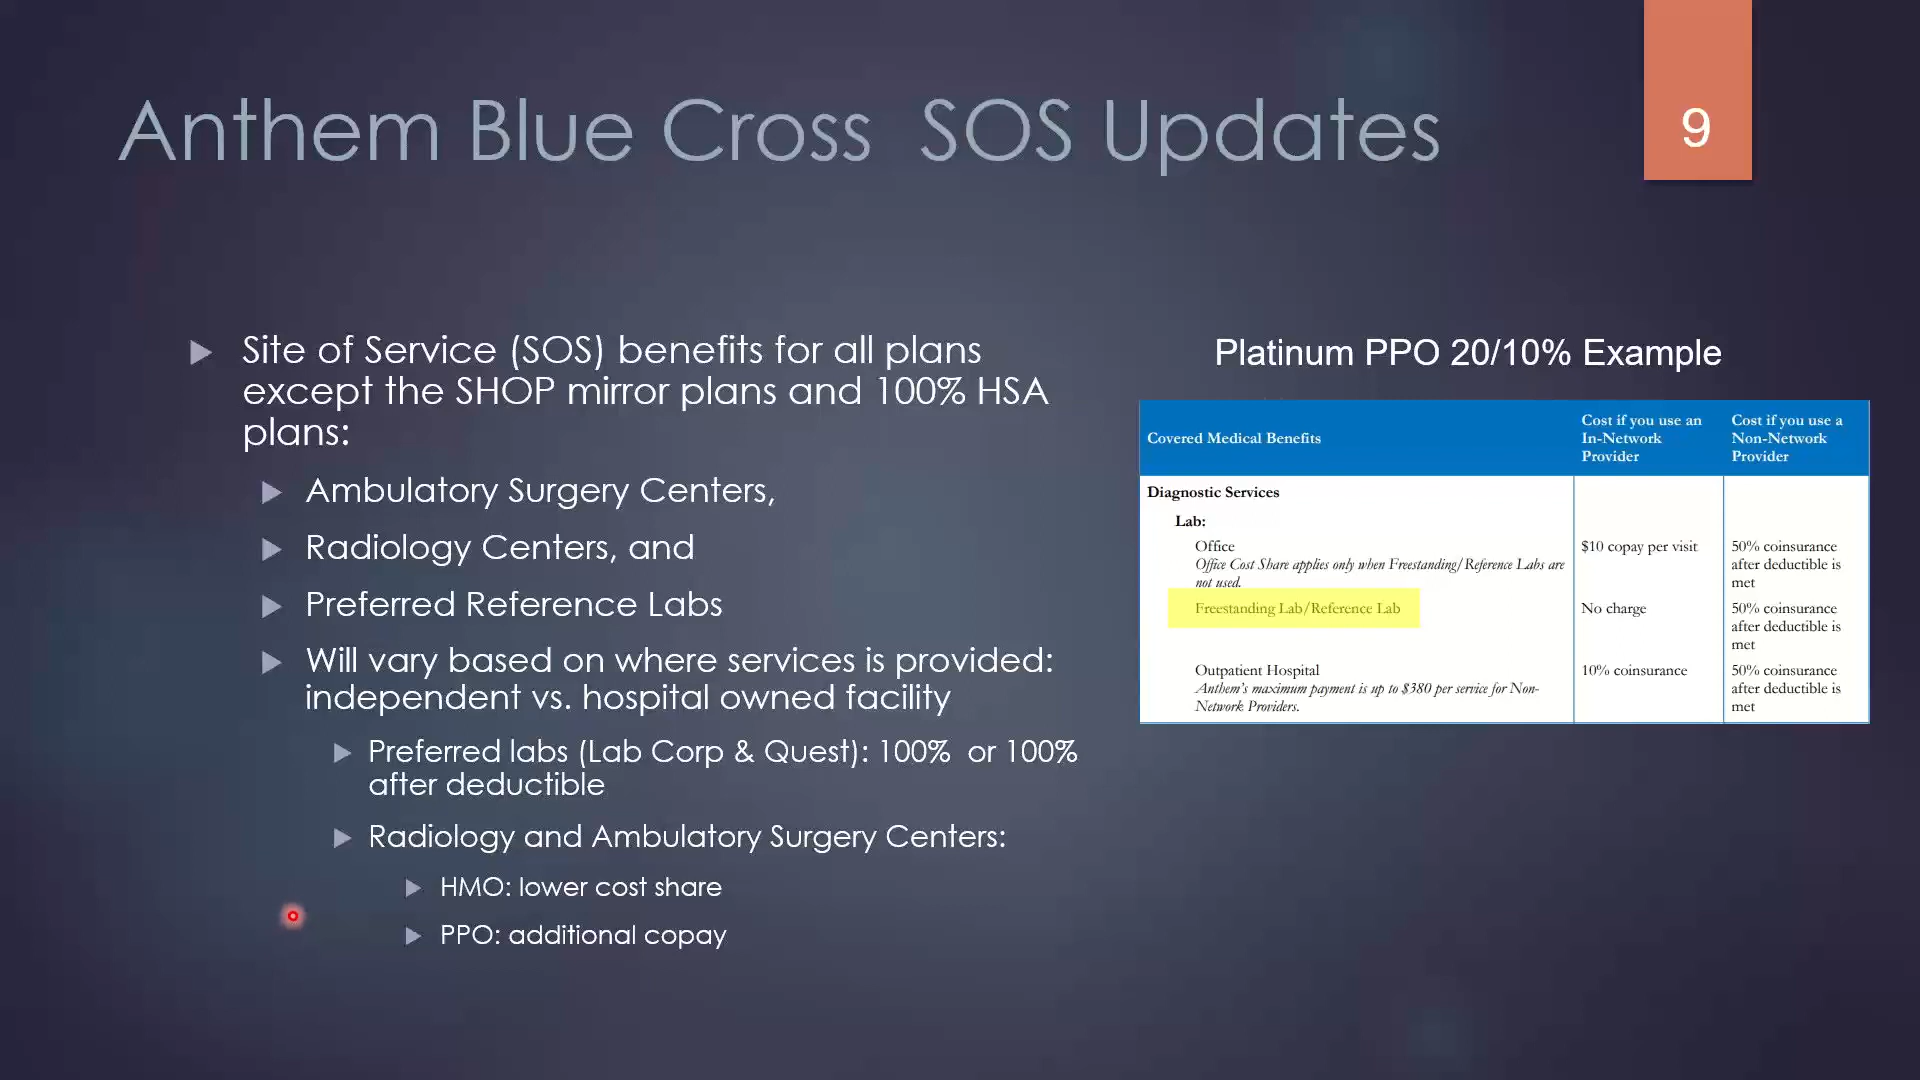 Anthem Blue Cross  SOS Updates
9
Site of Service (SOS) benefits for all plans
except the SHOP mirror plans and 100% HSA
plans:
Ambulatory Surgery Centers,
Radiology Centers, and
Preferred Reference Labs
Will vary based on where services is provided:
independent vs. hospital owned facility
Preferred labs (Lab Corp & Quest): 100%  or 100%
after deductible
Radiology and Ambulatory Surgery Centers:
HMO: lower cost share
PPO: additional copay
Platinum PPO 20/10% Example
Covered Medical Benefits
Cost if you use an
In-Network
Provider
Cost if you use a
Non-Network
Provider
Diagnostic Services
Lab:
Office
Office Cost Share applies only when Freestanding/Reference Labs are
not used.
$10 copay per visit
50% coinsurance
after deductible is
met
Freestanding Lab/Reference Lab
No charge
50% coinsurance
after deductible is
met
Outpatient Hospital
Anthem's maximum payment is up to $380 per service for Non-
Network Providers.
10% coinsurance
50% coinsurance
after deductible is
met